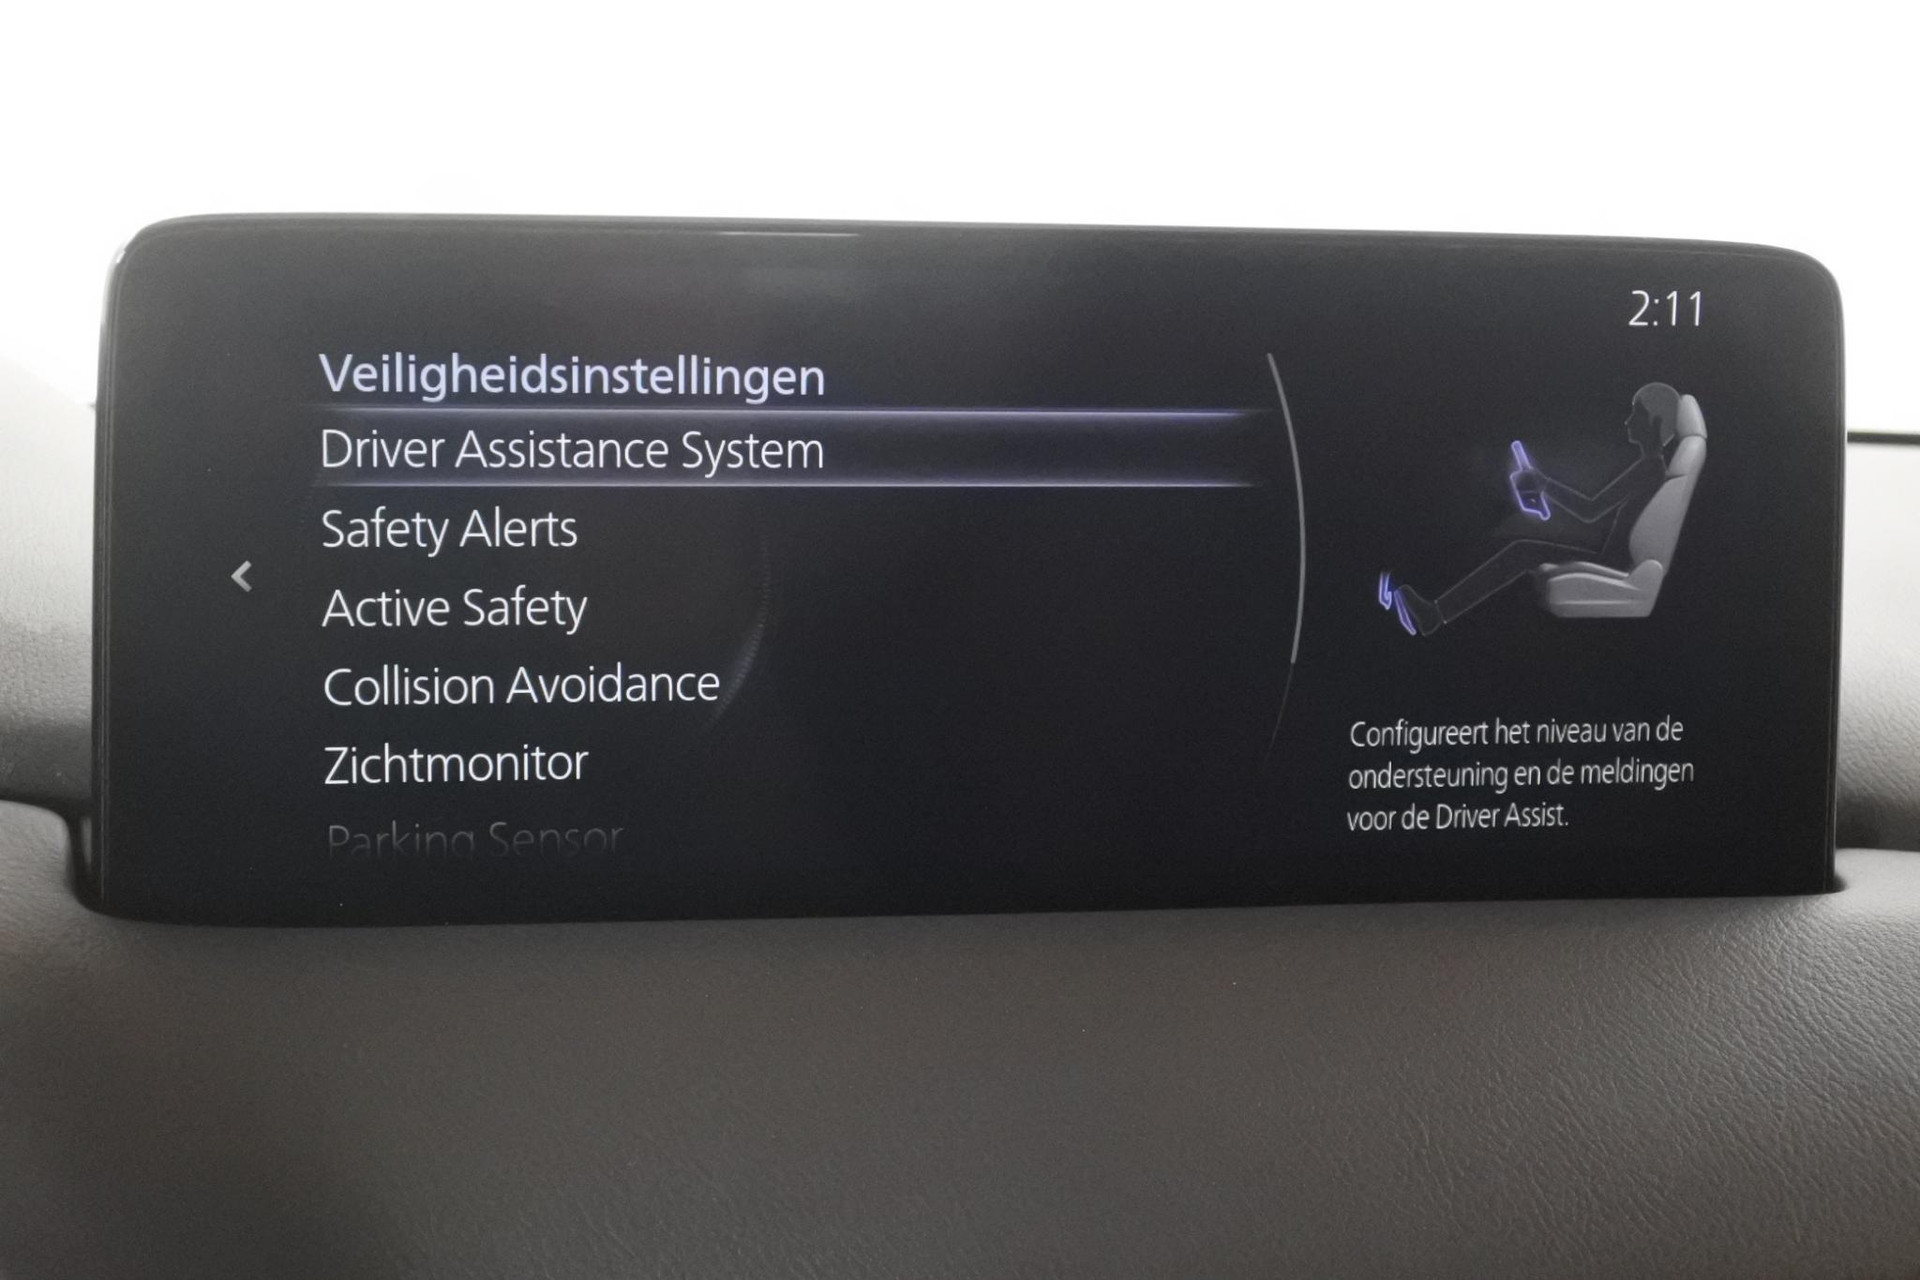 2:11
Veiligheidsinstellingen
Driver Assistance System
Safety Alerts
Active Safety
Collision Avoidance
Zichtmonitor
Parking Sensor
Configureert het niveau van de
ondersteuning en de meldingen
voor de Driver Assist.